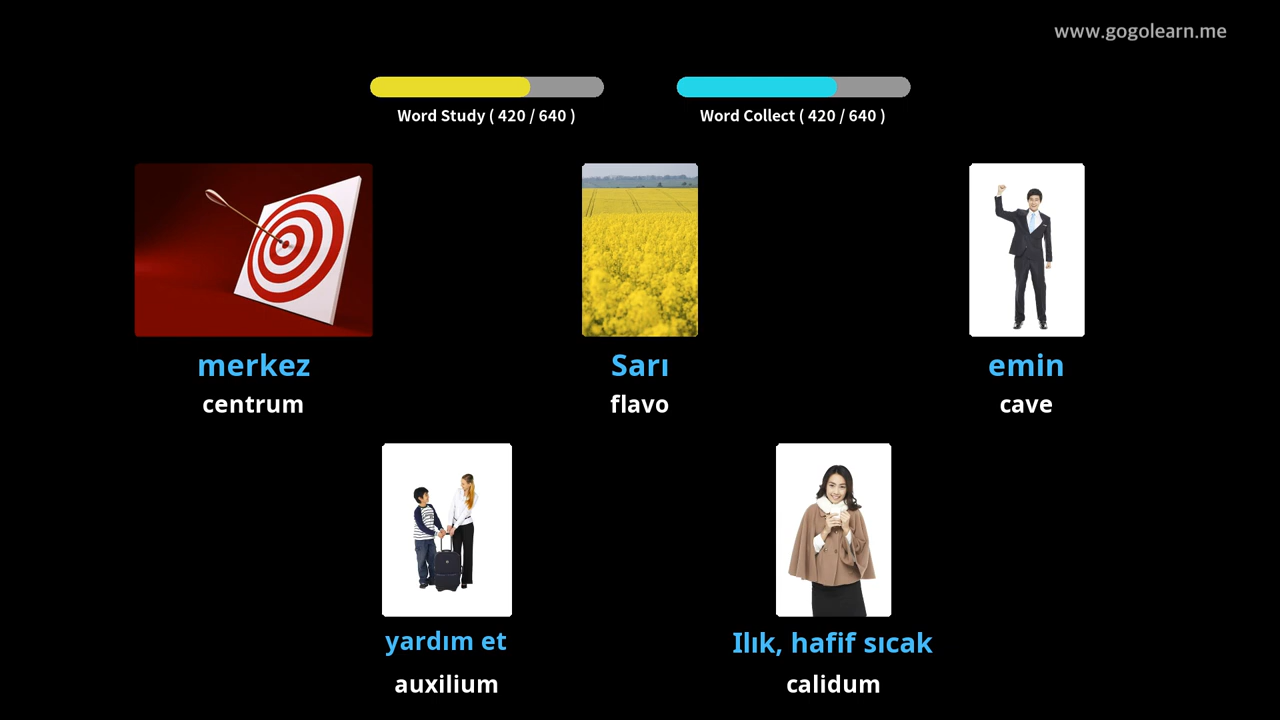 www.gogolearn.me
Word Study ( 420 / 640 )
Word Collect ( 420 / 640 )
merkez
centrum
Sarı
flavo
emin
cave
yardım et
auxilium
Ilık, hafif sıcak
calidum